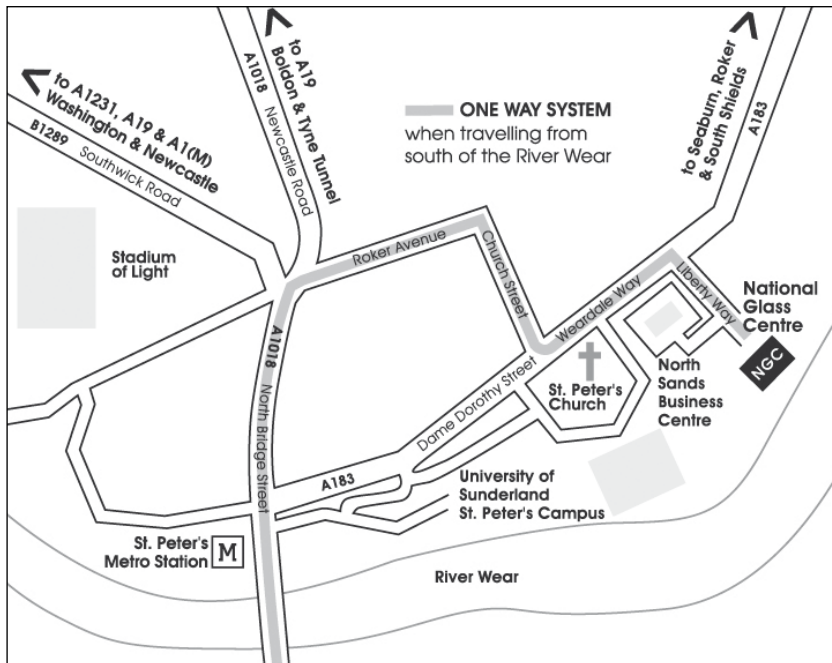 to A1231, A19 & A1(M)
Washington & Newcastle
B1289
Southwick Road
A1018
Newcastle Road
to A19
Boldon & Tyne Tunnel
ONE WAY SYSTEM
when travelling from
south of the River Wear
to Seaburn, Roker
& South Shields
A183
Stadium
of Light
Roker Avenue
Church Street
Weardale Way
Liberty Way
National
Glass
Centre
NGC
North
Sands
Business
Centre
St. Peter's
Church
Dame Dorothy Street
A1018
North Bridge Street
A183
University of
Sunderland
St. Peter's Campus
St. Peter's
Metro Station
M
River Wear